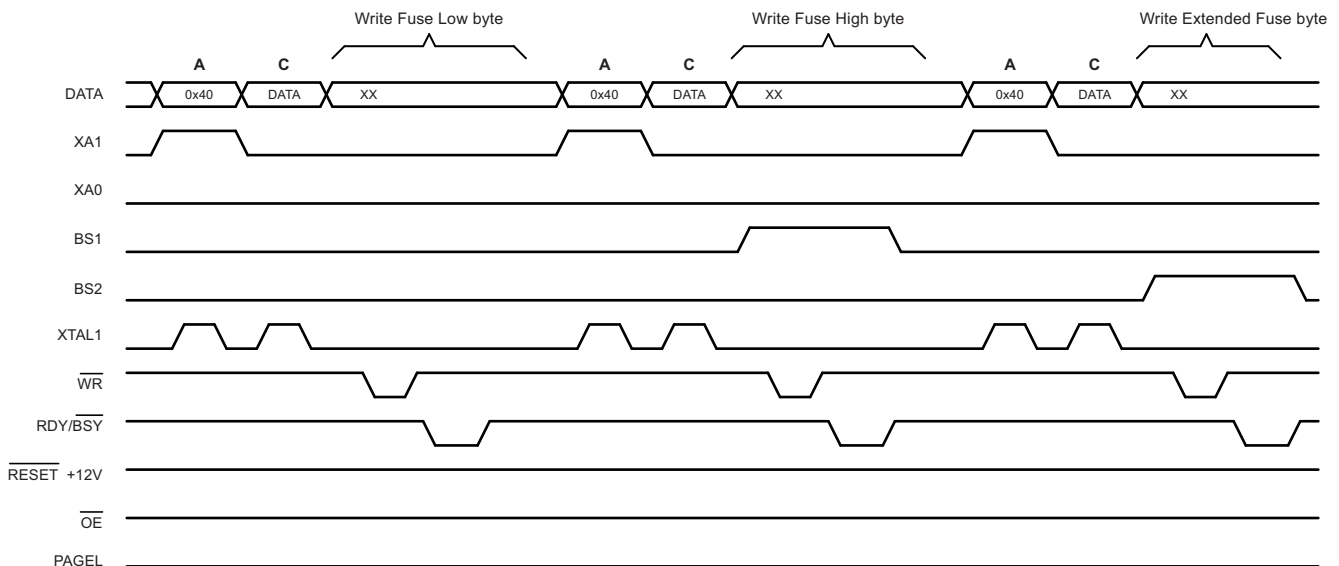 Write Fuse Low byte Write Fuse High byte Write Extended Fuse byte
A C A C A C
DATA 0x40 DATA XX 0x40 DATA XX 0x40 DATA XX
XA1
XA0
BS1
BS2
XTAL1
WR
RDY/BSY
RESET +12V
OE
PAGEL